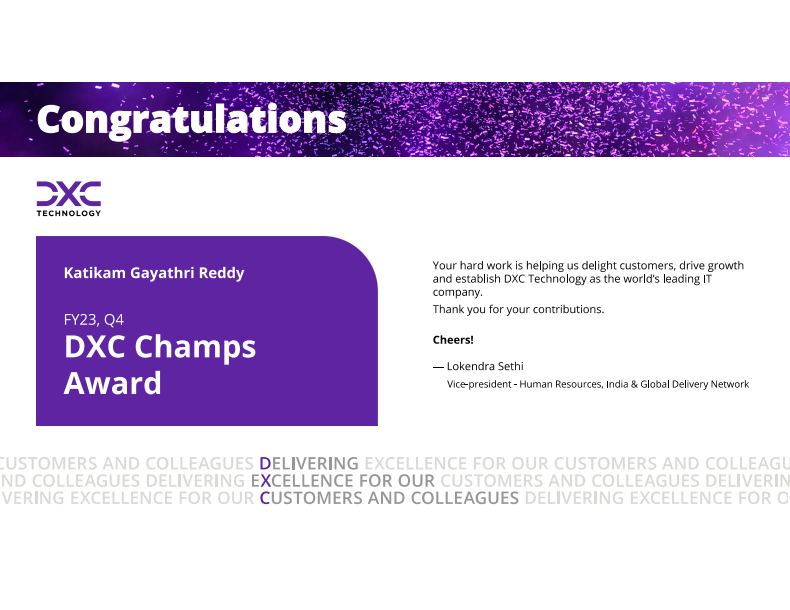 Congratulations
DXC
TECHNOLOGY
Katikam Gayathri Reddy
FY23, Q4
DXC Champs
Award
Your hard work is helping us delight customers, drive growth
and establish DXC Technology as the world's leading IT
company.
Thank you for your contributions.
Cheers!
— Lokendra Sethi
Vice-president - Human Resources, India & Global Delivery Network
CUSTOMERS AND COLLEAGUES DELIVERING EXCELLENCE FOR OUR CUSTOMERS AND COLLEAGU
ND COLLEAGUES DELIVERING EXCELLENCE FOR OUR CUSTOMERS AND COLLEAGUES DELIVERIN
VERING EXCELLENCE FOR OUR CUSTOMERS AND COLLEAGUES DELIVERING EXCELLENCE FOR O